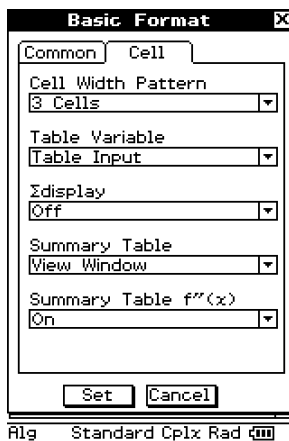 Basic Format
Common Cell
Cell Width Pattern
3 Cells
Table Variable
Table Input
Σdisplay
Off
Summary Table
View Window
Summary Table f″(x)
On
Set Cancel
Alg Standard Cplx Rad